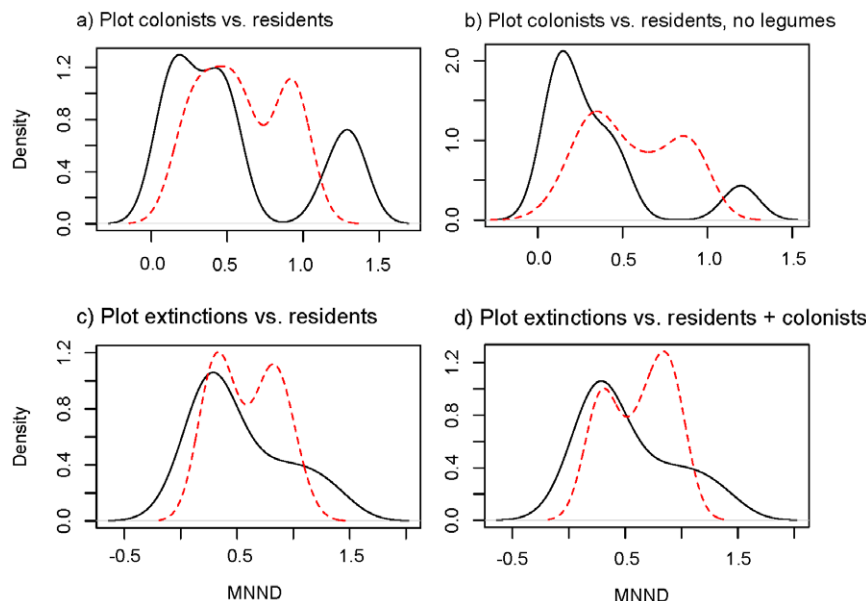 a) Plot colonists vs. residents
b) Plot colonists vs. residents, no legumes
Density
0.0 0.4 0.8 1.2
0.0 0.5 1.0 1.5
0.0 1.0 2.0
0.0 0.5 1.0 1.5
c) Plot extinctions vs. residents
d) Plot extinctions vs. residents + colonists
Density
0.0 0.4 0.8 1.2
-0.5 0.5 1.5
MNND
0.0 0.4 0.8 1.2
-0.5 0.5 1.5
MNND